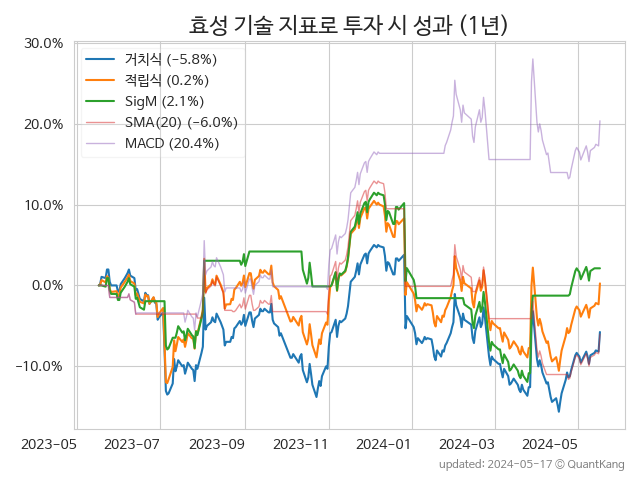 효성 기술 지표로 투자 시 성과 (1년)
30.0%
20.0%
10.0%
0.0%
−10.0%
거치식 (−5.8%)
적립식 (0.2%)
SigM (2.1%)
SMA(20) (−6.0%)
MACD (20.4%)
2023−05 2023−07 2023−09 2023−11 2024−01 2024−03 2024−05
updated: 2024-05-17 © QuantKang